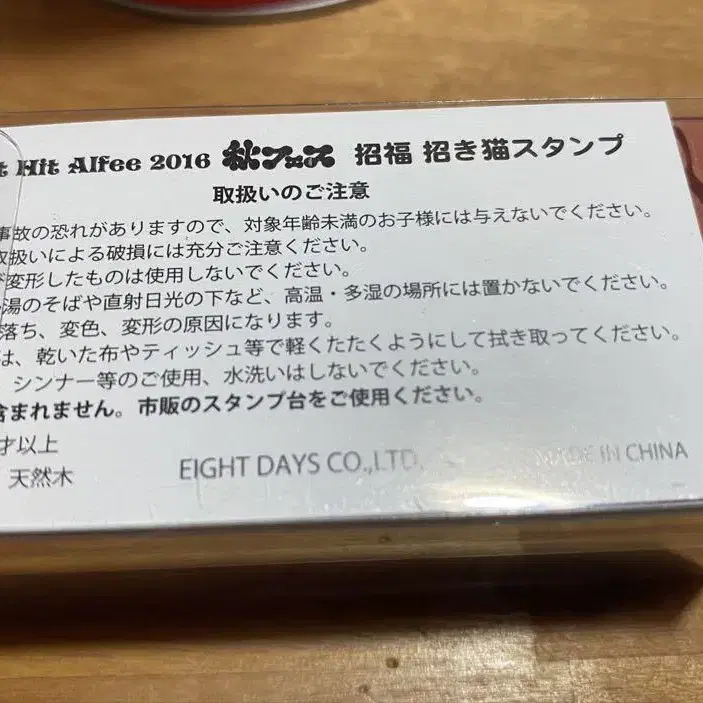 t Hit Alfee 2016 秋フェス 招福 招き猫スタンプ
取扱いのご注意
事故の恐れがありますので、対象年齢未満のお子様には与えないでください。
取扱いによる破損には充分ご注意ください。
変形したものは使用しないでください。
湯のそばや直射日光の下など、高温・多湿の場所には置かないでください。
落ち、変色、変形の原因になります。
は、乾いた布やティッシュ等で軽くたたくようにして拭き取ってください。
シンナー等のご使用、水洗いはしないでください。
含まれません。市販のスタンプ台をご使用ください。
才以上
天然木
EIGHT DAYS CO.,LTD. MADE IN CHINA